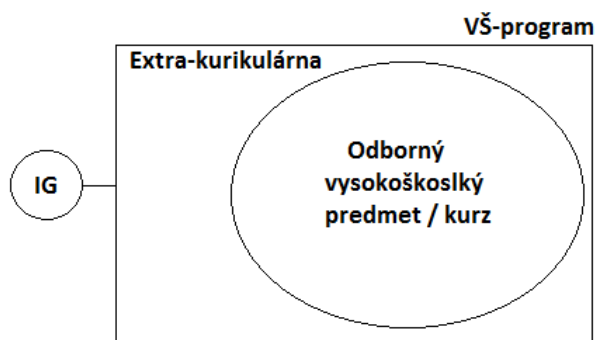 VŠ-program
Extra-kurikulárna
IG
Odborný
vysokoškoslký
predmet / kurz